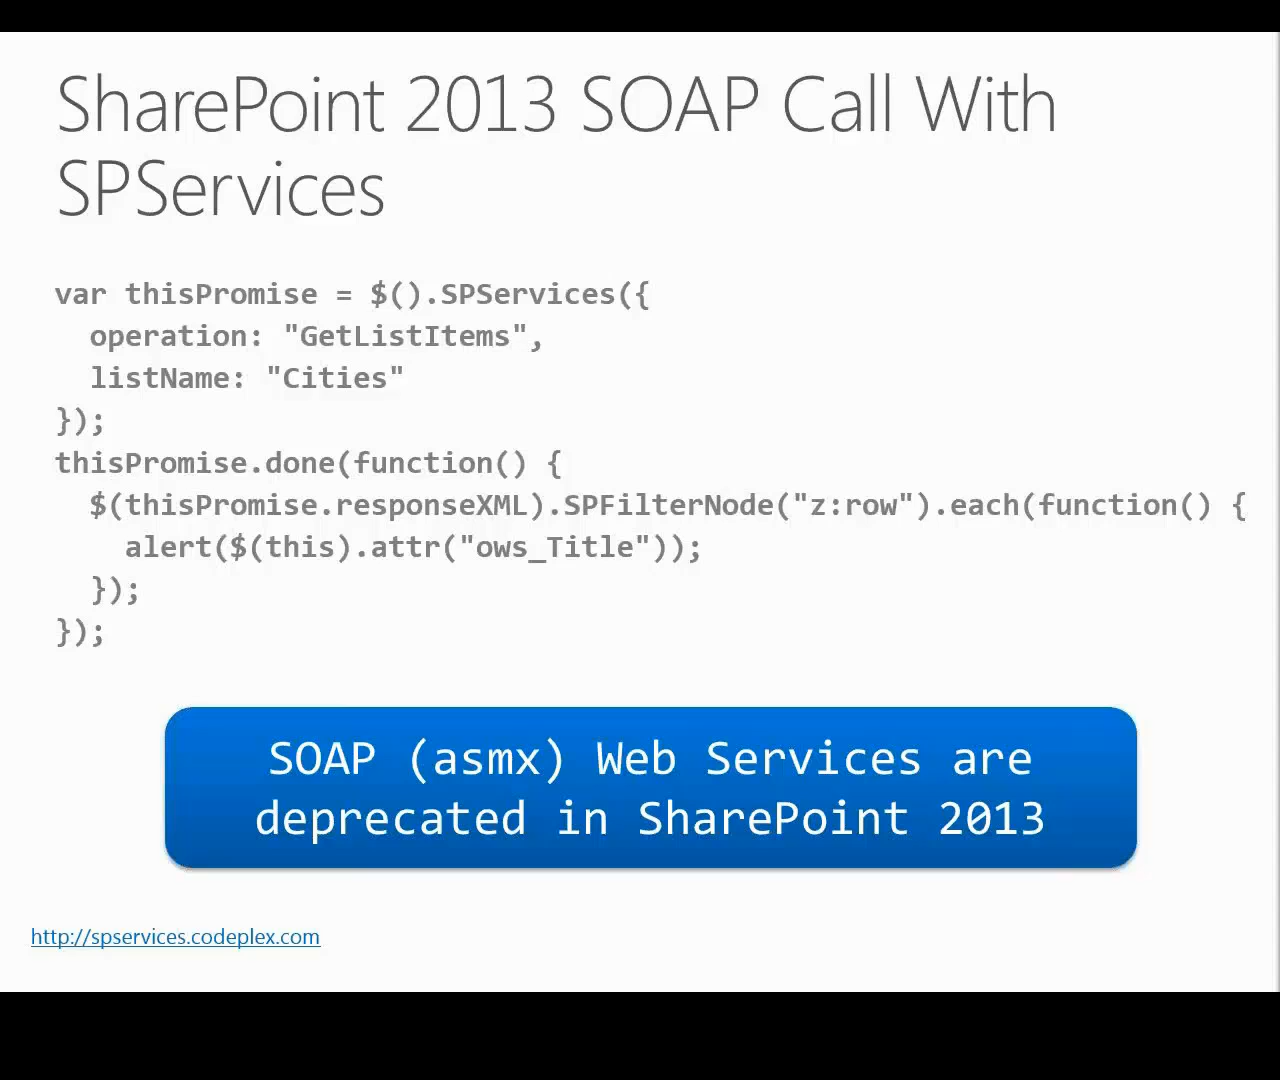 SharePoint 2013 SOAP Call With
SPServices
var thisPromise = $().SPServices({
  operation: "GetListItems",
  listName: "Cities"
});
thisPromise.done(function() {
  $(thisPromise.responseXML).SPFilterNode("z:row").each(function() {
    alert($(this).attr("ows_Title"));
  });
});
SOAP (asmx) Web Services are
deprecated in SharePoint 2013
http://spservices.codeplex.com